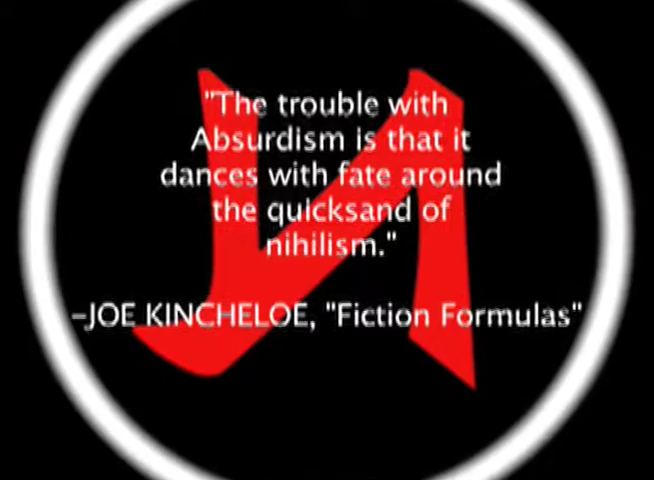 "The trouble with
Absurdism is that it
dances with fate around
the quicksand of
nihilism."
–JOE KINCHELOE, "Fiction Formulas"